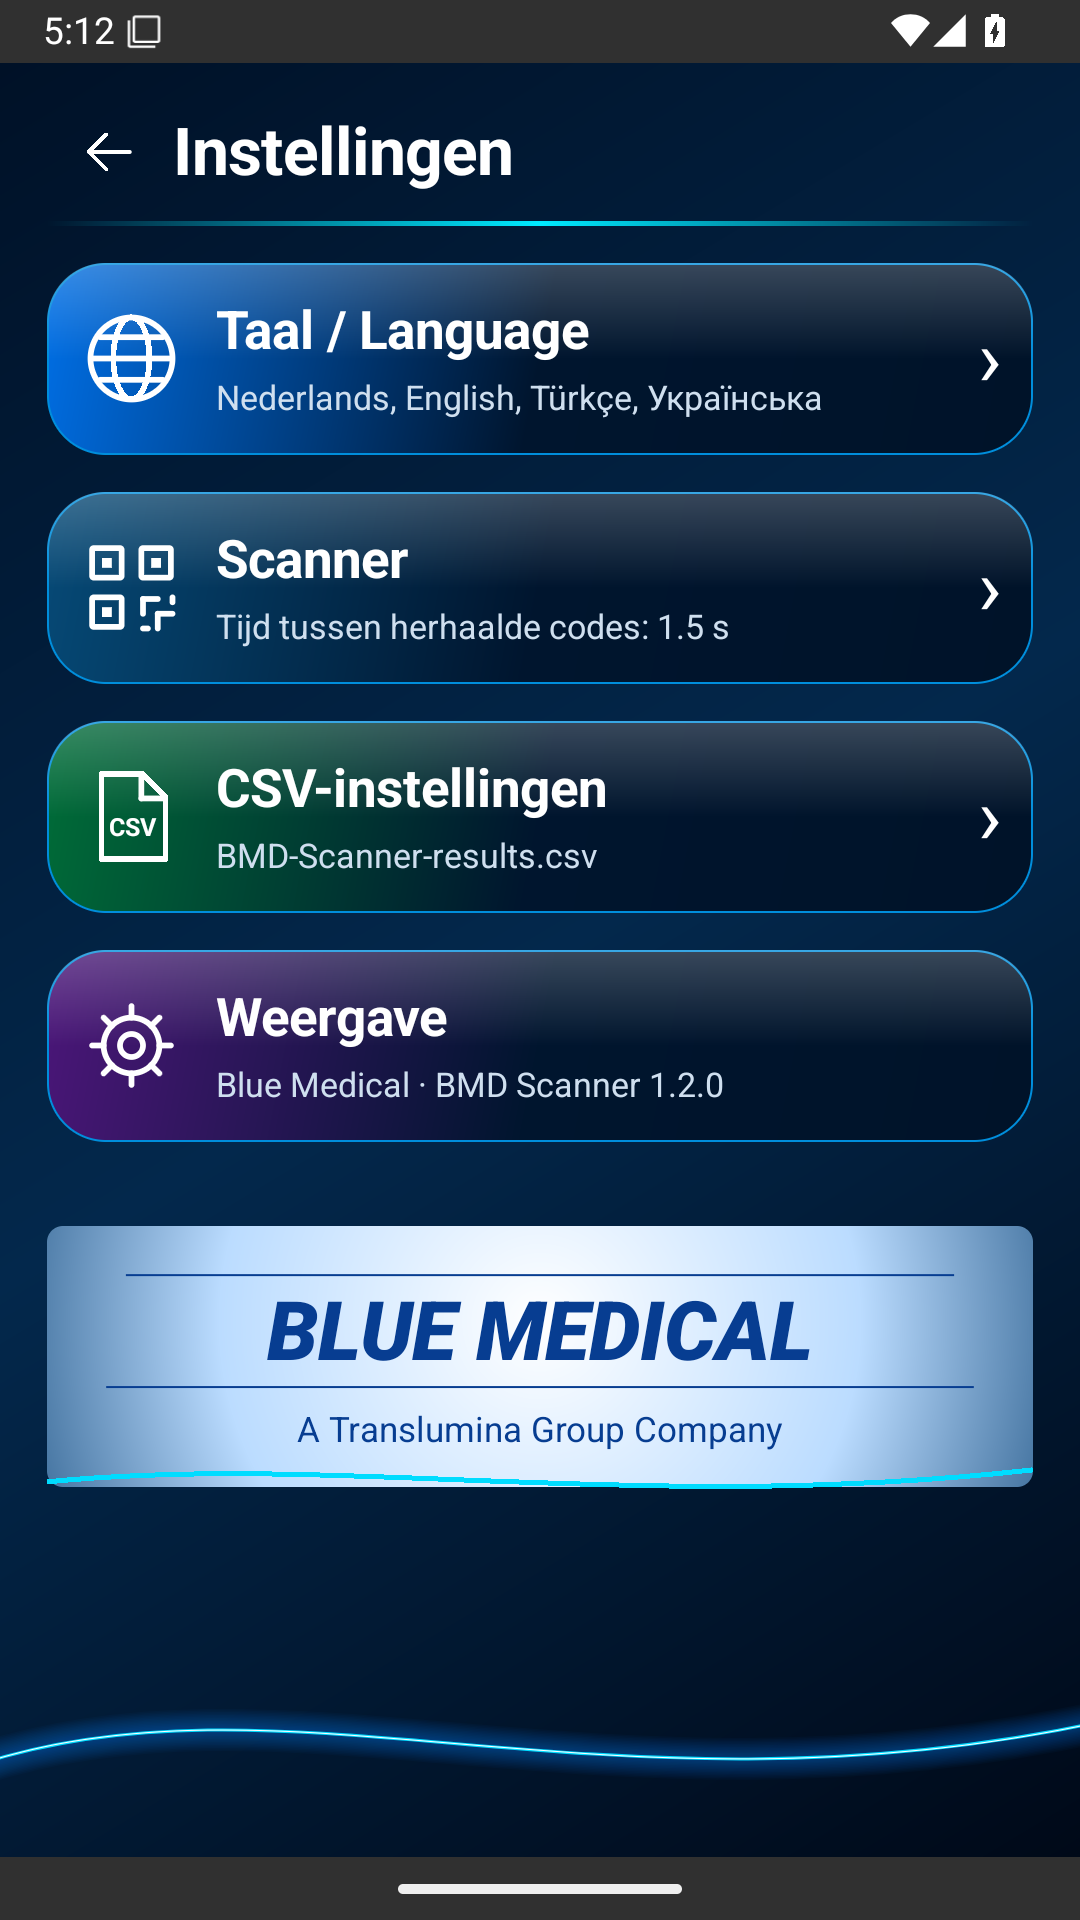 5:12
Instellingen
Taal / Language
Nederlands, English, Türkçe, Українська
Scanner
Tijd tussen herhaalde codes: 1.5 s
CSV-instellingen
CSV
BMD-Scanner-results.csv
Weergave
Blue Medical · BMD Scanner 1.2.0
BLUE MEDICAL
A Translumina Group Company